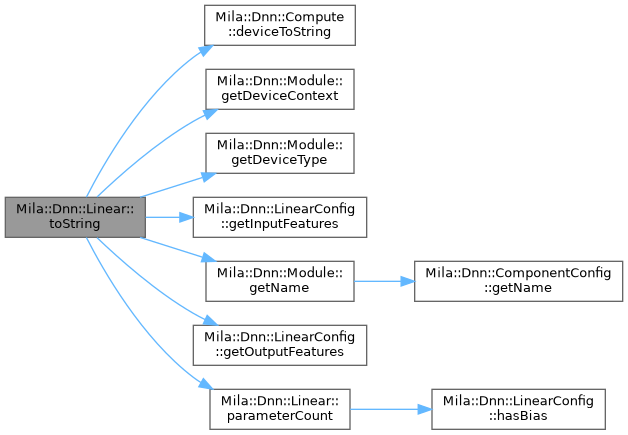 Mila::Dnn::Linear::
toString
Mila::Dnn::Compute
::deviceToString
Mila::Dnn::Module::
getDeviceContext
Mila::Dnn::Module::
getDeviceType
Mila::Dnn::LinearConfig
::getInputFeatures
Mila::Dnn::Module::
getName
Mila::Dnn::ComponentConfig
::getName
Mila::Dnn::LinearConfig
::getOutputFeatures
Mila::Dnn::Linear::
parameterCount
Mila::Dnn::LinearConfig
::hasBias